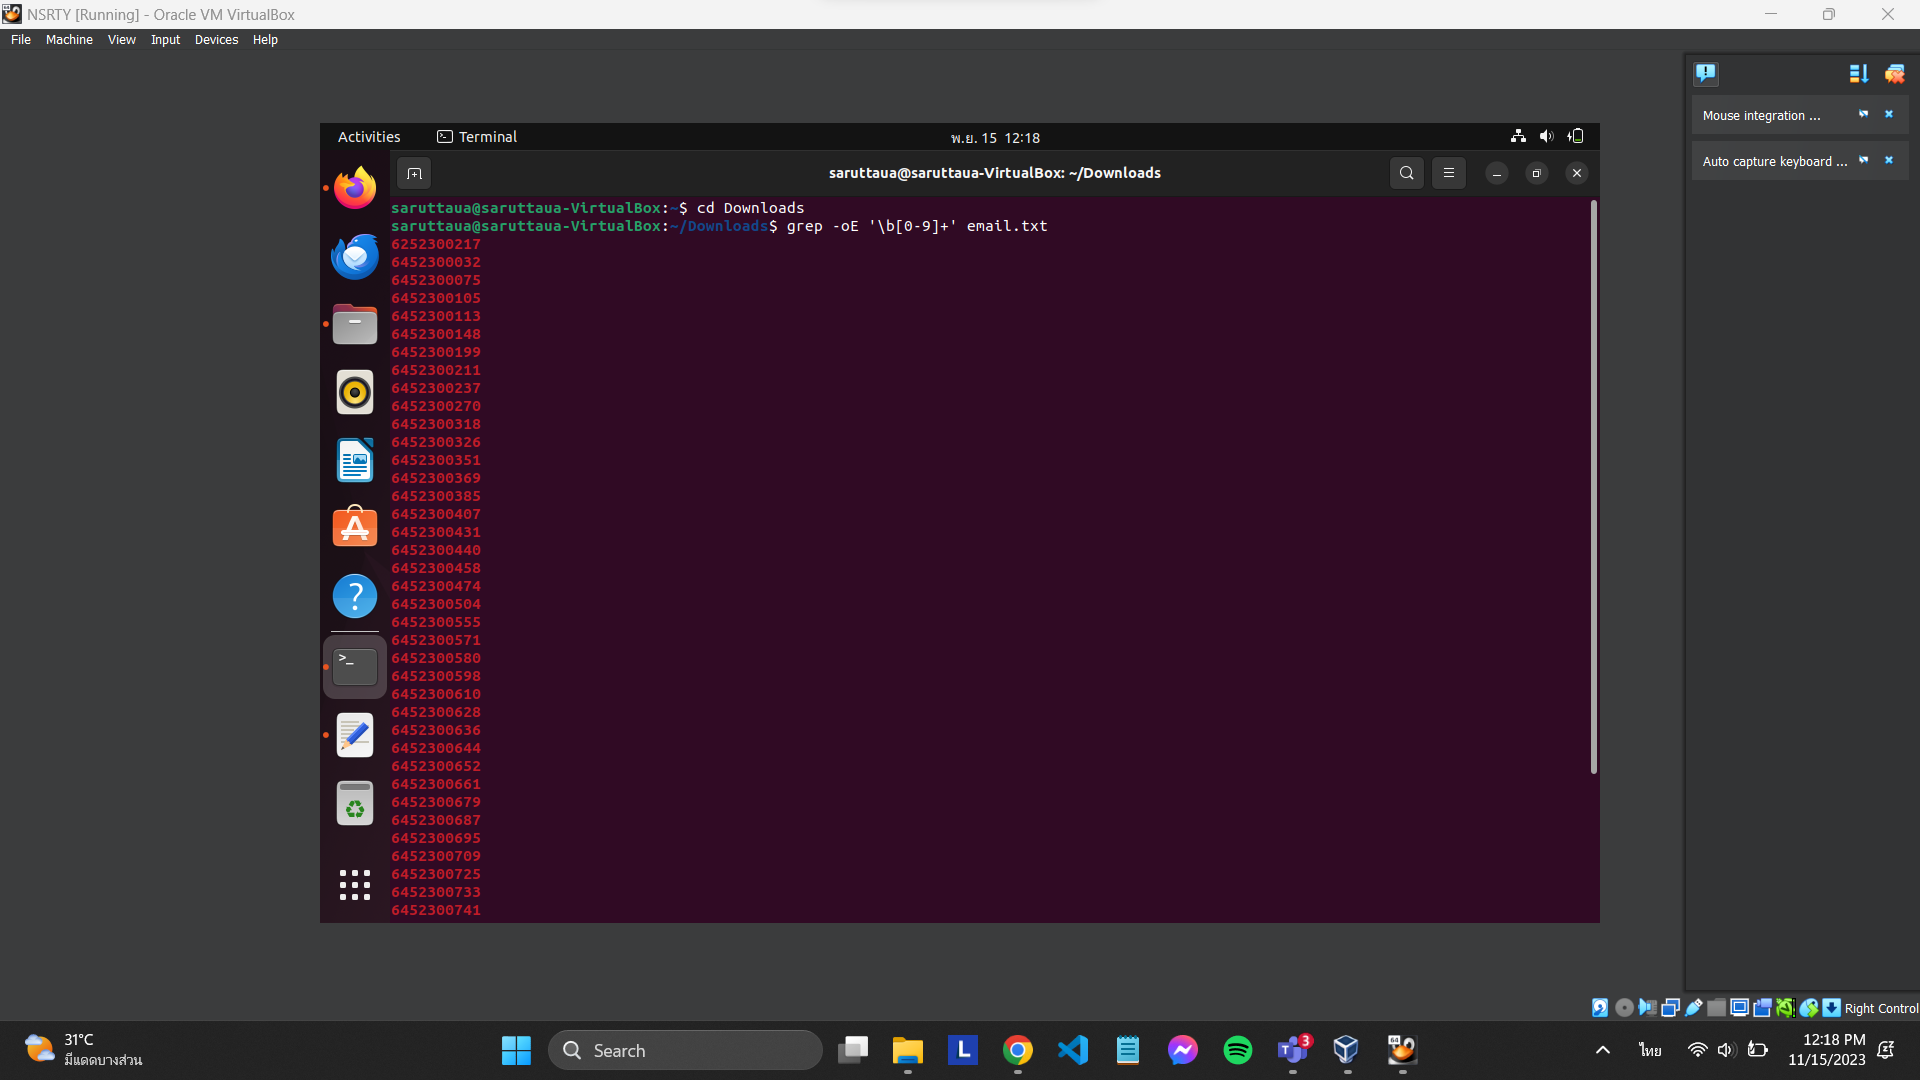 NSRTY [Running] - Oracle VM VirtualBox
File Machine View Input Devices Help
Mouse integration ...
Auto capture keyboard ...
Activities Terminal พ.ย. 15 12:18
saruttaua@saruttaua-VirtualBox: ~/Downloads
saruttaua@saruttaua-VirtualBox:~$ cd Downloads
saruttaua@saruttaua-VirtualBox:~/Downloads$ grep -oE '\b[0-9]+' email.txt
6252300217
6452300032
6452300075
6452300105
6452300113
6452300148
6452300199
6452300211
6452300237
6452300270
6452300318
6452300326
6452300351
6452300369
6452300385
6452300407
6452300431
6452300440
6452300458
6452300474
6452300504
6452300555
6452300571
6452300580
6452300598
6452300610
6452300628
6452300636
6452300644
6452300652
6452300661
6452300679
6452300687
6452300695
6452300709
6452300725
6452300733
6452300741
Right Control
31°C
มีแดดบางส่วน
Search
L
3
64
ไทย
12:18 PM
11/15/2023